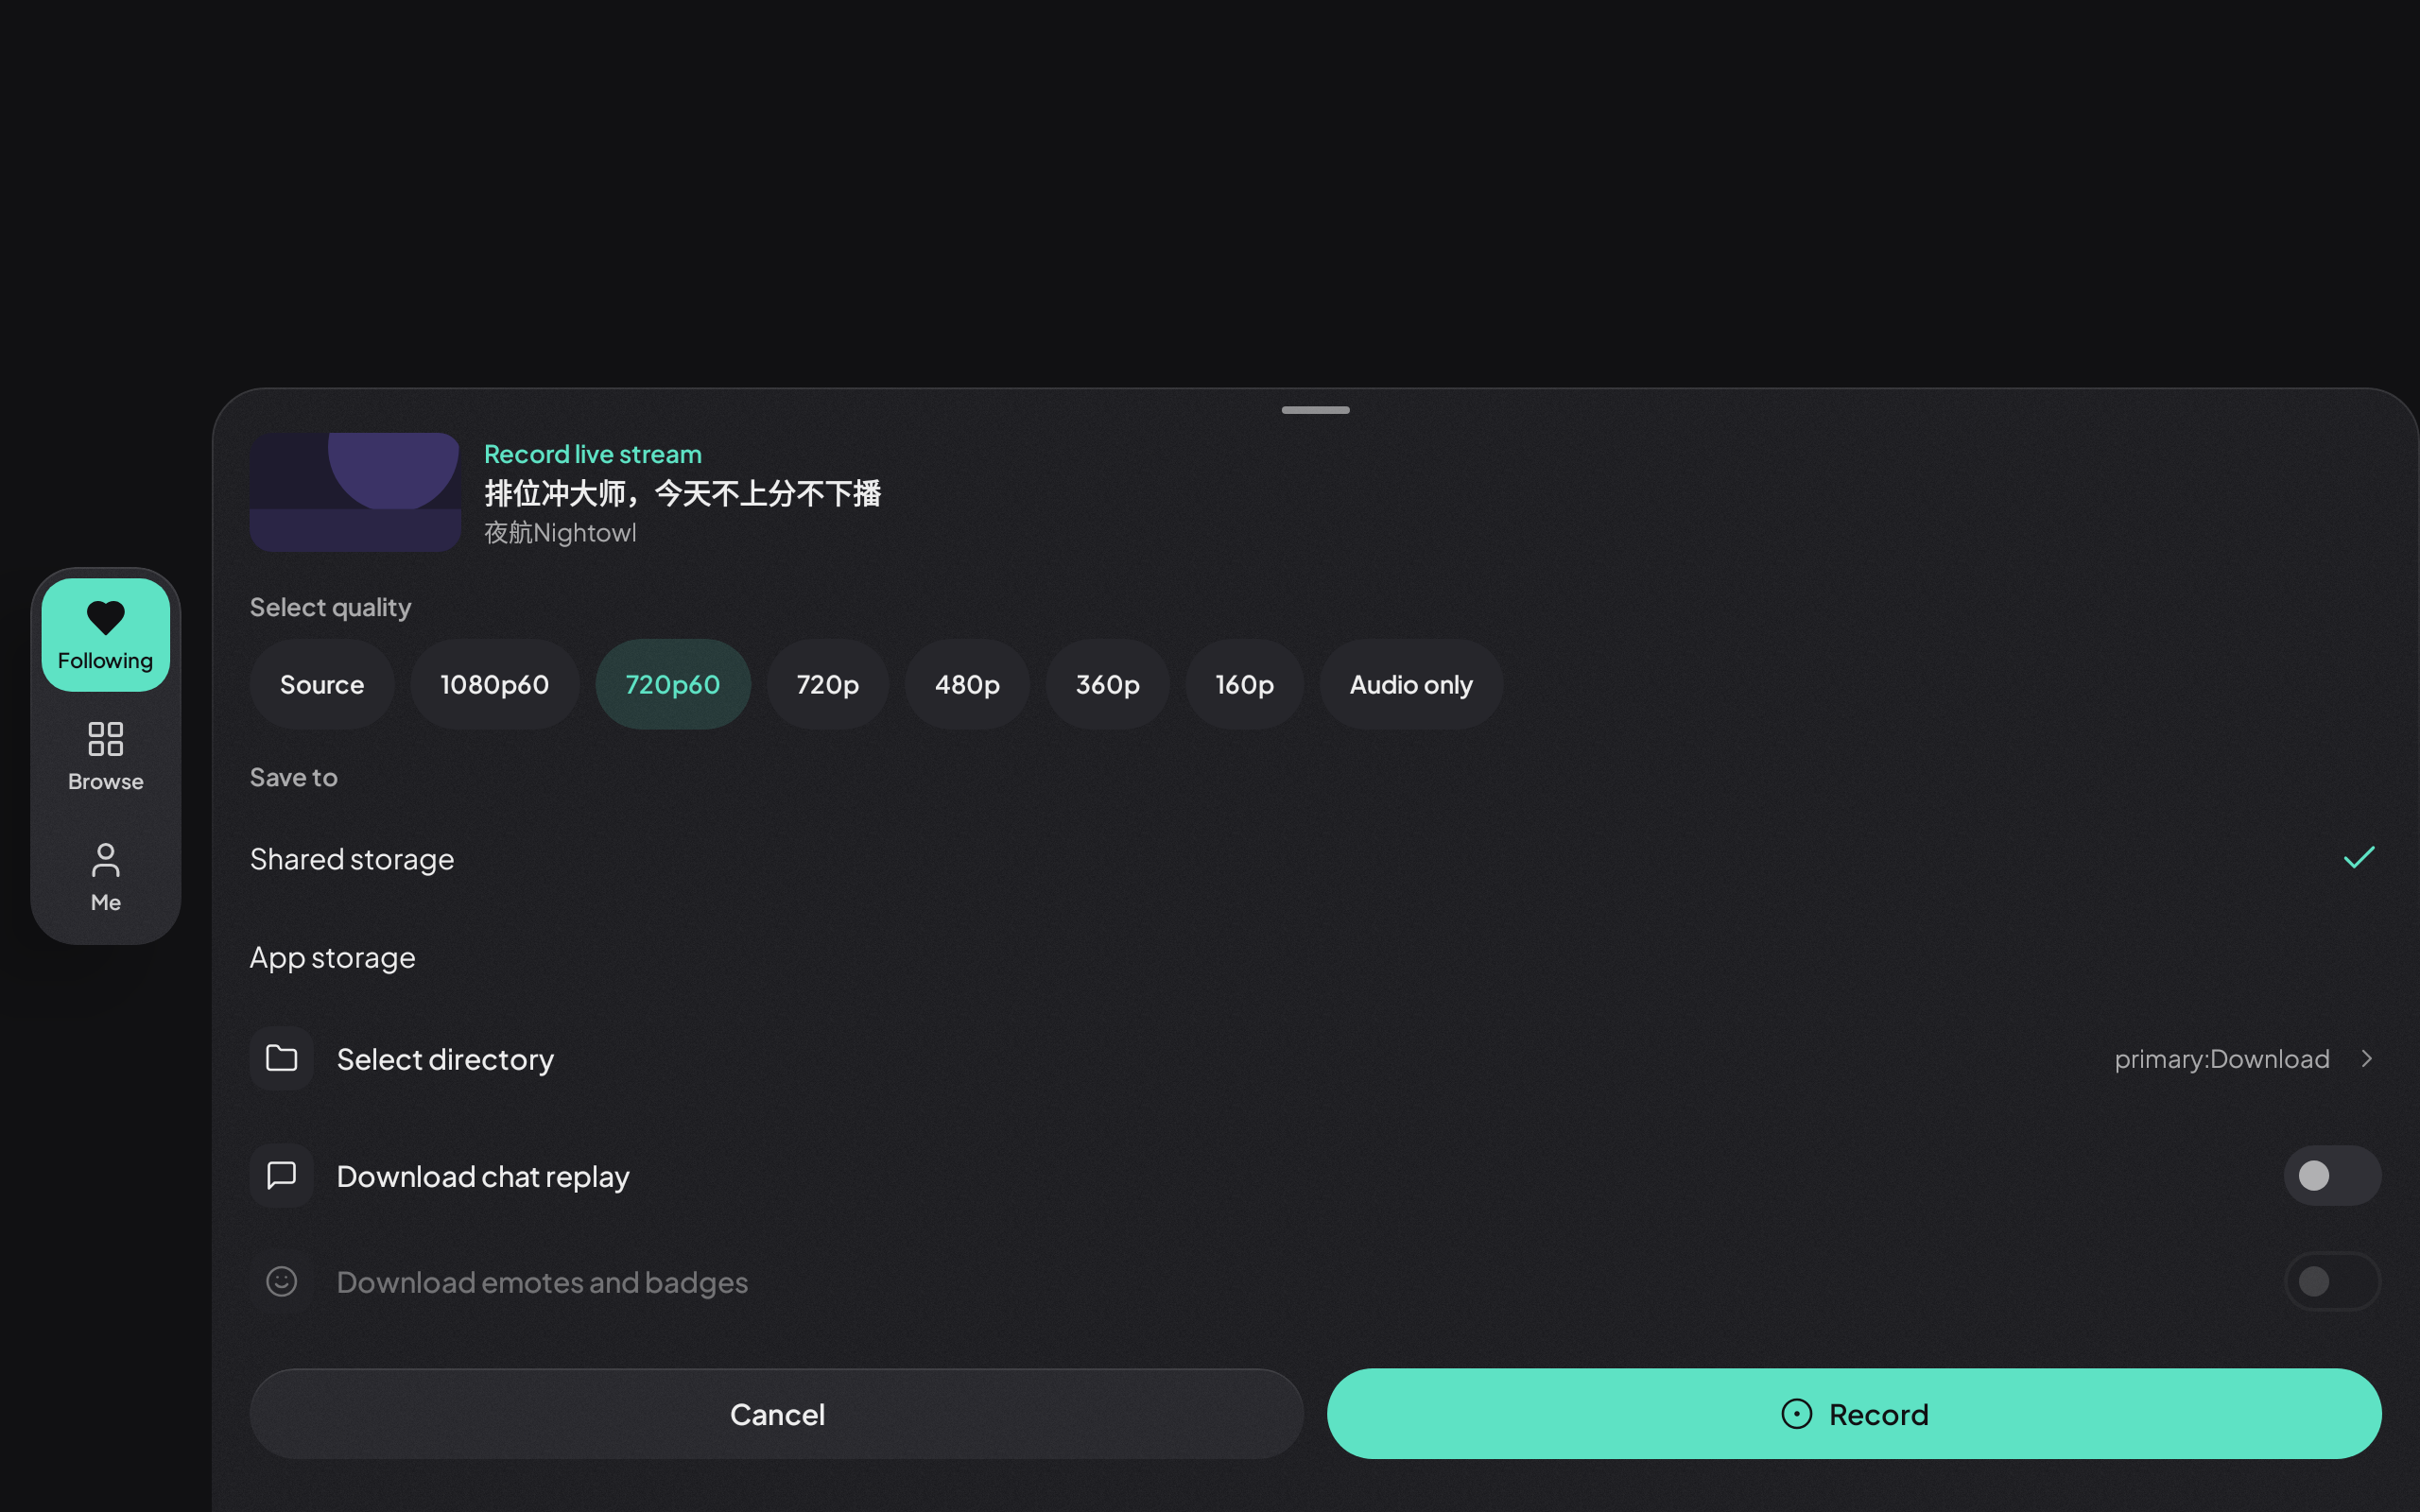 Record live stream
排位冲大师，今天不上分不下播
夜航Nightowl
Select quality
Source 1080p60 720p60 720p 480p 360p 160p Audio only
Save to
Shared storage
App storage
Select directory primary:Download
Download chat replay
Download emotes and badges
Cancel Record
Following
Browse
Me